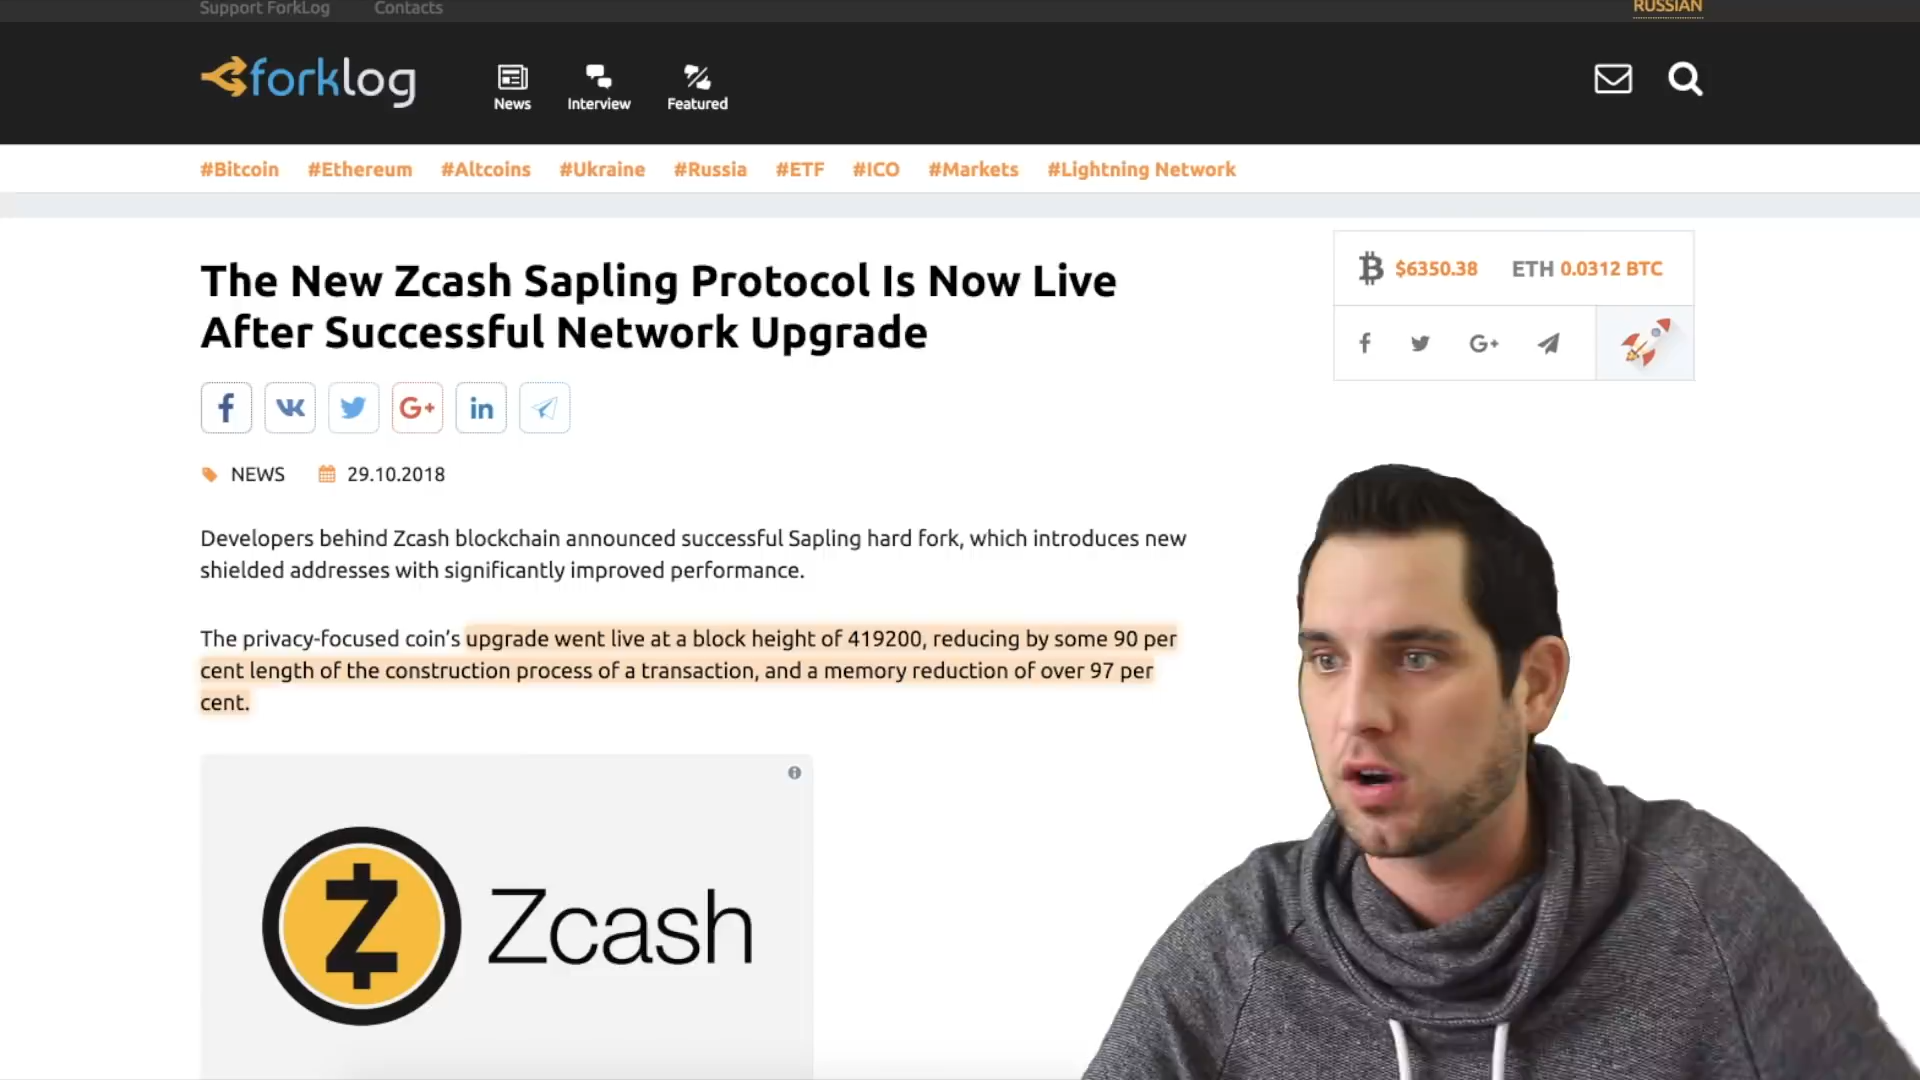 Support ForkLog Contacts RUSSIAN
forklog
News Interview Featured
#Bitcoin #Ethereum #Altcoins #Ukraine #Russia #ETF #ICO #Markets #Lightning Network
The New Zcash Sapling Protocol Is Now Live
After Successful Network Upgrade
$6350.38 ETH 0.0312 BTC
f G+
f VK G+ in
NEWS 29.10.2018
Developers behind Zcash blockchain announced successful Sapling hard fork, which introduces new
shielded addresses with significantly improved performance.
The privacy-focused coin’s upgrade went live at a block height of 419200, reducing by some 90 per
cent length of the construction process of a transaction, and a memory reduction of over 97 per
cent.
Zcash